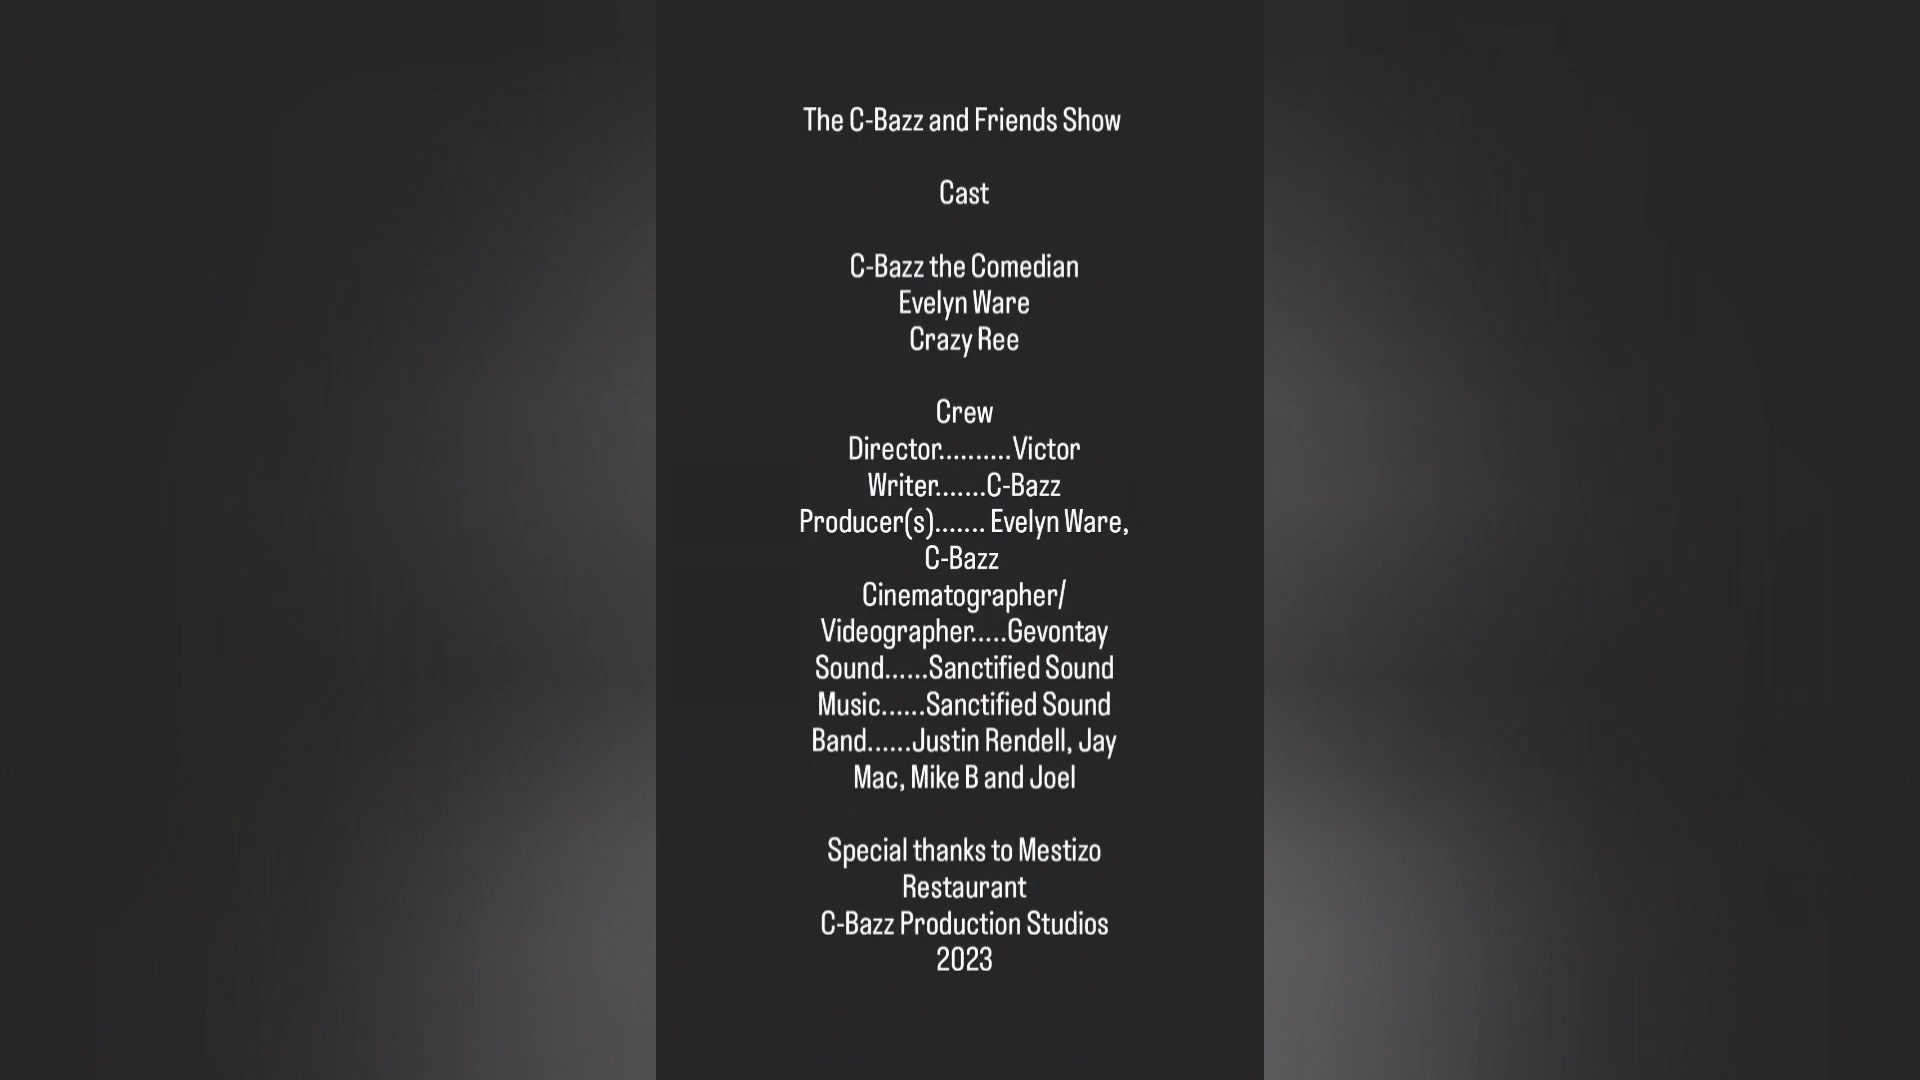 The C-Bazz and Friends Show
Cast
C-Bazz the Comedian
Evelyn Ware
Crazy Ree
Crew
Director..........Victor
Writer.......C-Bazz
Producer(s)....... Evelyn Ware,
C-Bazz
Cinematographer/
Videographer.....Gevontay
Sound......Sanctified Sound
Music......Sanctified Sound
Band......Justin Rendell, Jay
Mac, Mike B and Joel
Special thanks to Mestizo
Restaurant
C-Bazz Production Studios
2023